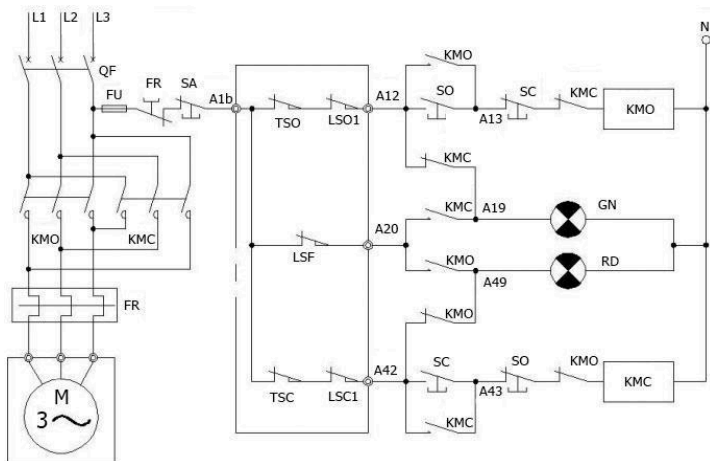 L1 L2 L3
N
QF
FU FR SA A1b
TSO LSO1
A12 KMO
SO A13 SC KMC KMO
KMC
KMC A19 GN
LSF A20
KMO A49 RD
KMO KMC
KMO
FR
TSC LSC1
A42 SC A43 SO KMO KMC
KMC
M
3